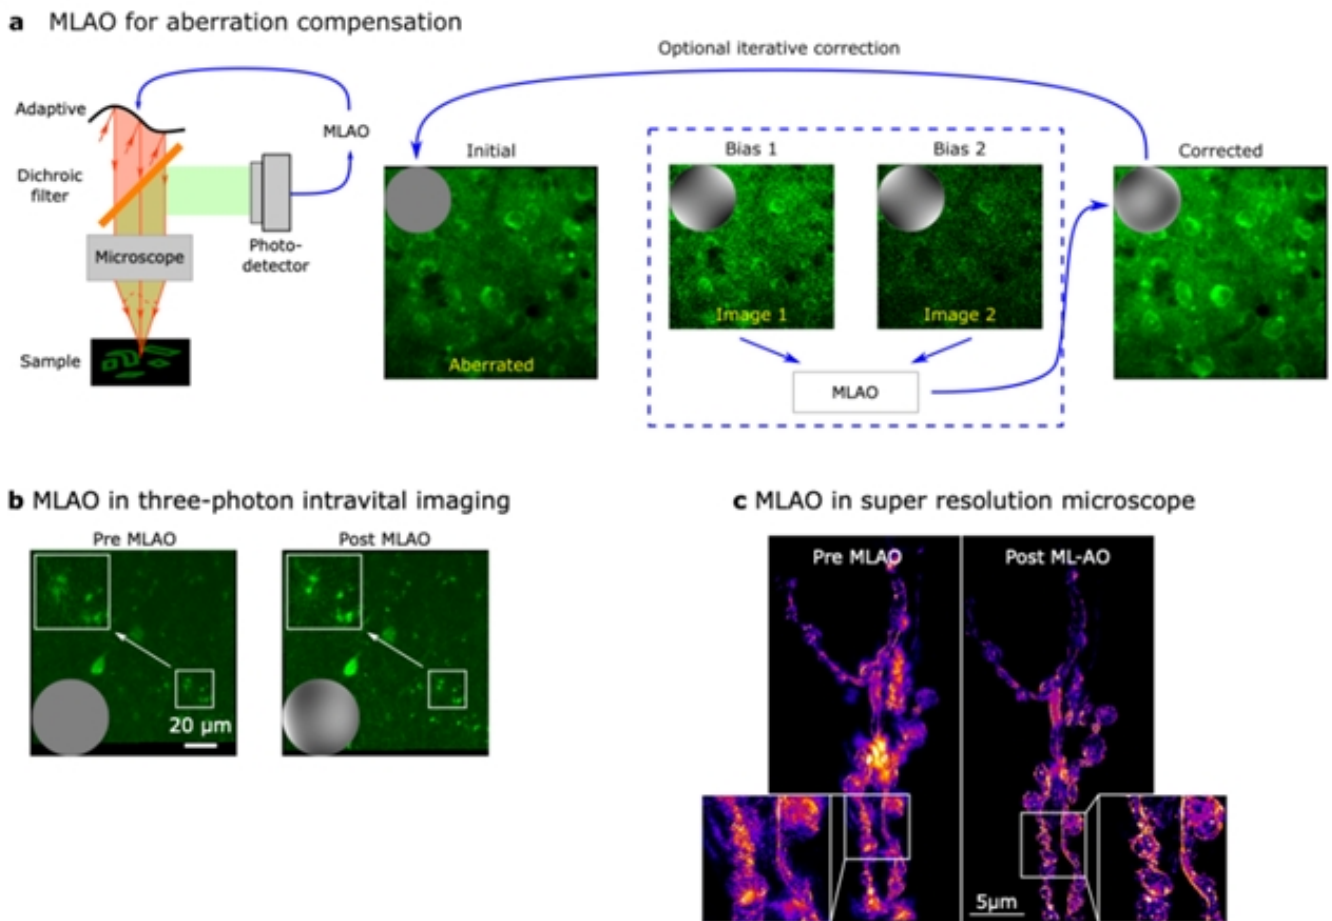 a MLAO for aberration compensation
Optional iterative correction
Adaptive
MLAO
Dichroic
filter
Photo-
detector
Microscope
Sample
Initial
Aberrated
Bias 1
Bias 2
Image 1
Image 2
MLAO
Corrected
b MLAO in three-photon intravital imaging
Pre MLAO
Post MLAO
20 μm
c MLAO in super resolution microscope
Pre MLAO
Post ML-AO
5μm